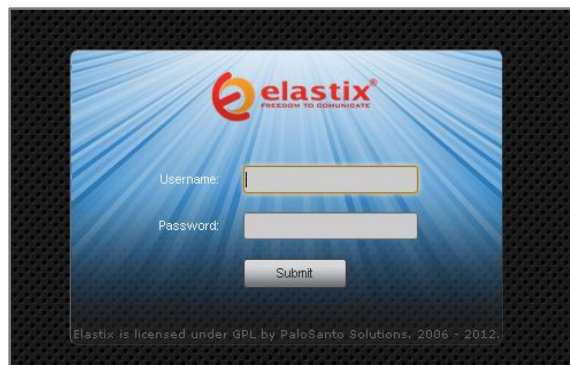 elastix®
FREEDOM TO COMUNICATE
Username:
Password:
Submit
Elastix is licensed under GPL by PaloSanto Solutions. 2006 - 2012.